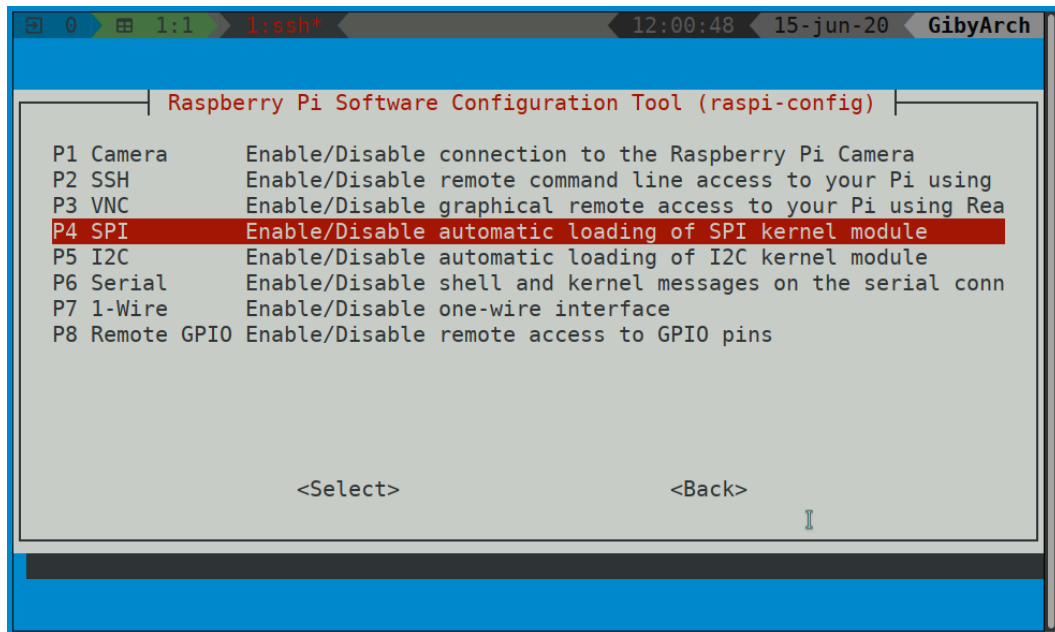 0 1:1 1:ssh* 12:00:48 15-jun-20 GibyArch
Raspberry Pi Software Configuration Tool (raspi-config)
P1 Camera Enable/Disable connection to the Raspberry Pi Camera
P2 SSH Enable/Disable remote command line access to your Pi using
P3 VNC Enable/Disable graphical remote access to your Pi using Rea
P4 SPI Enable/Disable automatic loading of SPI kernel module
P5 I2C Enable/Disable automatic loading of I2C kernel module
P6 Serial Enable/Disable shell and kernel messages on the serial conn
P7 1-Wire Enable/Disable one-wire interface
P8 Remote GPIO Enable/Disable remote access to GPIO pins
<Select> <Back>